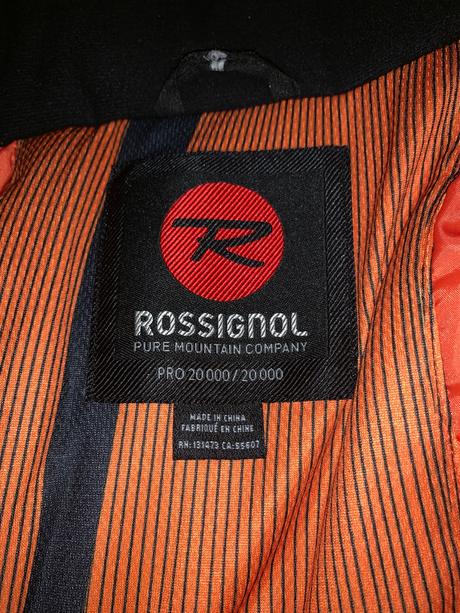 R
ROSSIGNOL
PURE MOUNTAIN COMPANY
PRO 20 000 / 20 000
MADE IN CHINA
FABRIQUÉ EN CHINE
RN: 131473 CA: 55607